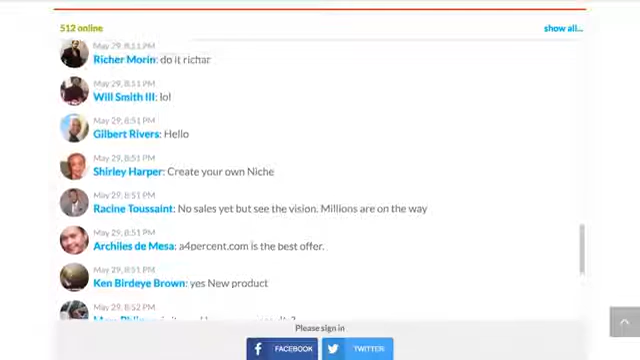 512 online
show all...
May 29, 8:51 PM
Richer Morin: do it richar
May 29, 8:51 PM
Will Smith III: lol
May 29, 8:51 PM
Gilbert Rivers: Hello
May 29, 8:51 PM
Shirley Harper: Create your own Niche
May 29, 8:51 PM
Racine Toussaint: No sales yet but see the vision. Millions are on the way
May 29, 8:51 PM
Archiles de Mesa: a4percent.com is the best offer.
May 29, 8:51 PM
Ken Birdeye Brown: yes New product
May 29, 8:52 PM
Please sign in
FACEBOOK
TWITTER